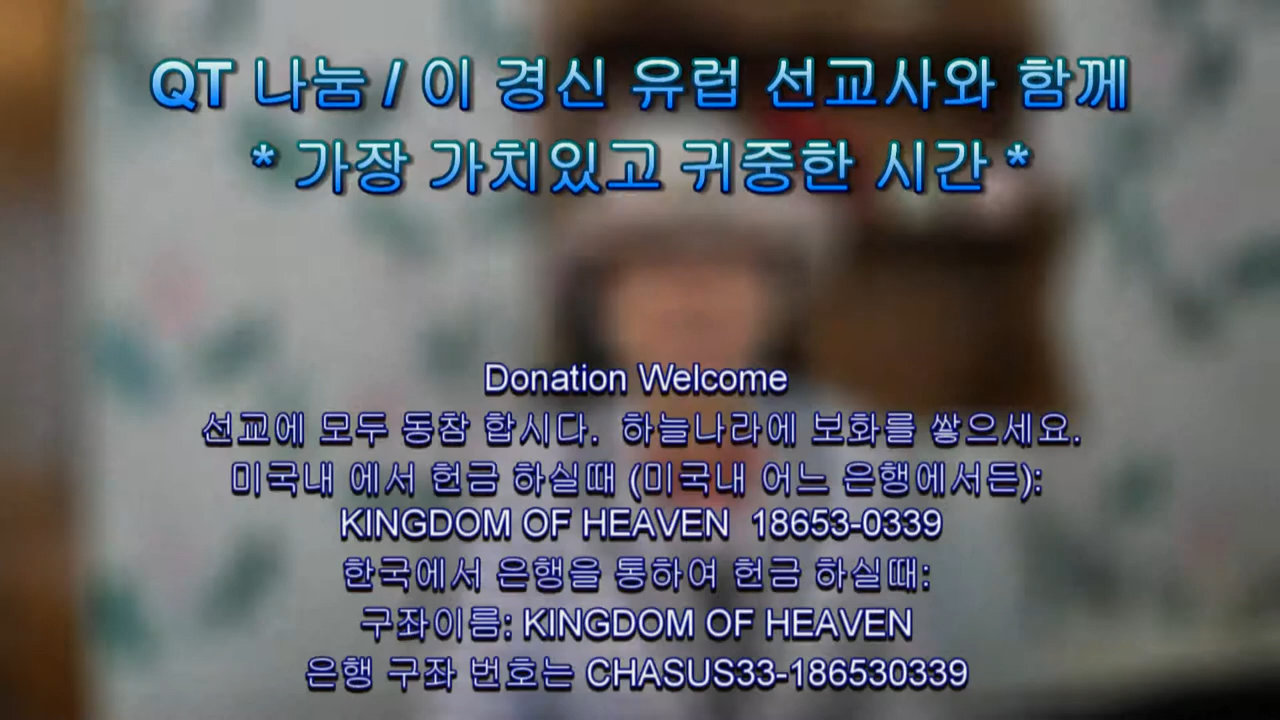 QT 나눔 / 이 경신 유럽 선교사와 함께
* 가장 가치있고 귀중한 시간 *
Donation Welcome
선교에 모두 동참 합시다. 하늘나라에 보화를 쌓으세요.
미국내 에서 헌금 하실때 (미국내 어느 은행에서든):
KINGDOM OF HEAVEN 18653-0339
한국에서 은행을 통하여 헌금 하실때:
구좌이름: KINGDOM OF HEAVEN
은행 구좌 번호는 CHASUS33-186530339